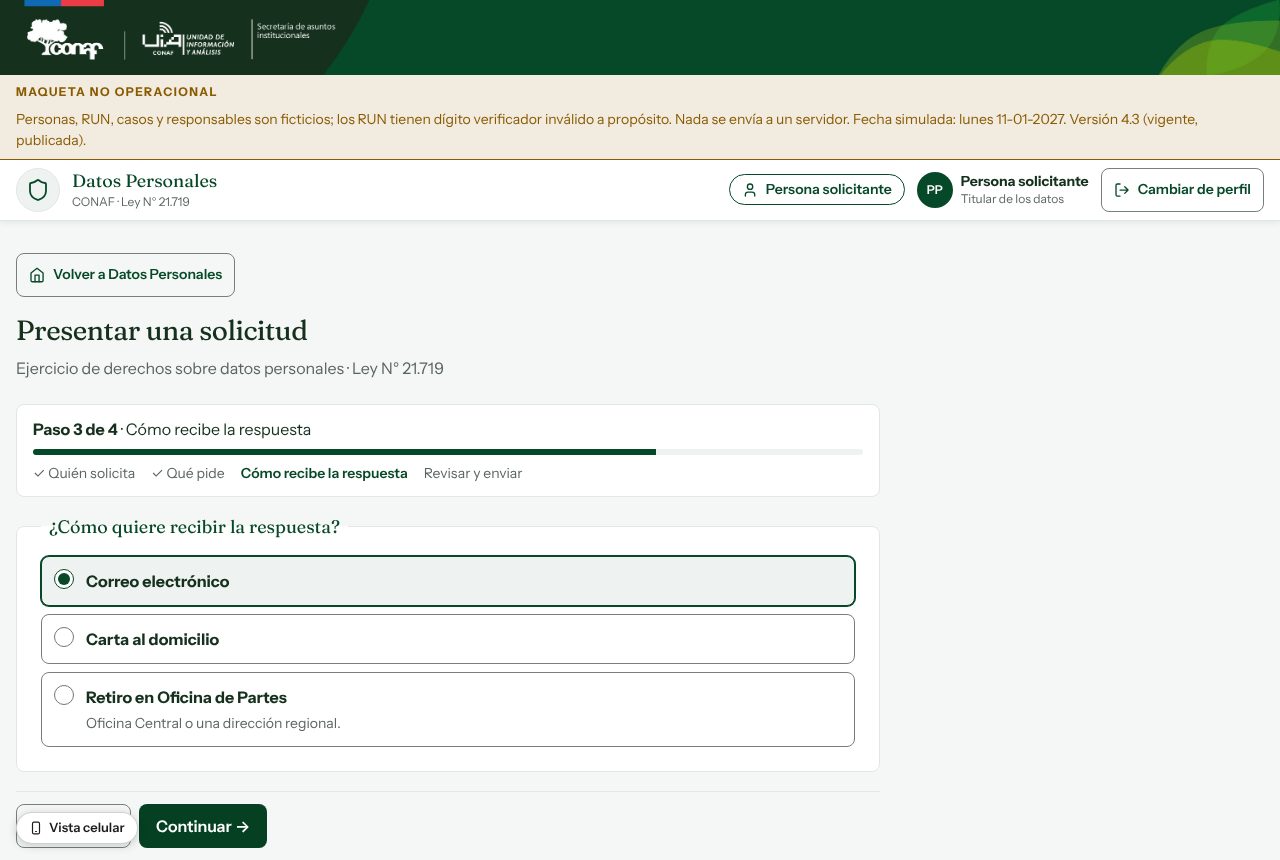 conaf
UIA
CONAF
UNIDAD DE
INFORMACIÓN
Y ANÁLISIS
Secretaría de asuntos
institucionales
MAQUETA NO OPERACIONAL
Personas, RUN, casos y responsables son ficticios; los RUN tienen dígito verificador inválido a propósito. Nada se envía a un servidor. Fecha simulada: lunes 11-01-2027. Versión 4.3 (vigente,
publicada).
Datos Personales
CONAF · Ley N° 21.719
Persona solicitante
PP
Persona solicitante
Titular de los datos
Cambiar de perfil
Volver a Datos Personales
Presentar una solicitud
Ejercicio de derechos sobre datos personales · Ley N° 21.719
Paso 3 de 4 · Cómo recibe la respuesta
✓ Quién solicita ✓ Qué pide Cómo recibe la respuesta Revisar y enviar
¿Cómo quiere recibir la respuesta?
Correo electrónico
Carta al domicilio
Retiro en Oficina de Partes
Oficina Central o una dirección regional.
Vista celular
Continuar →